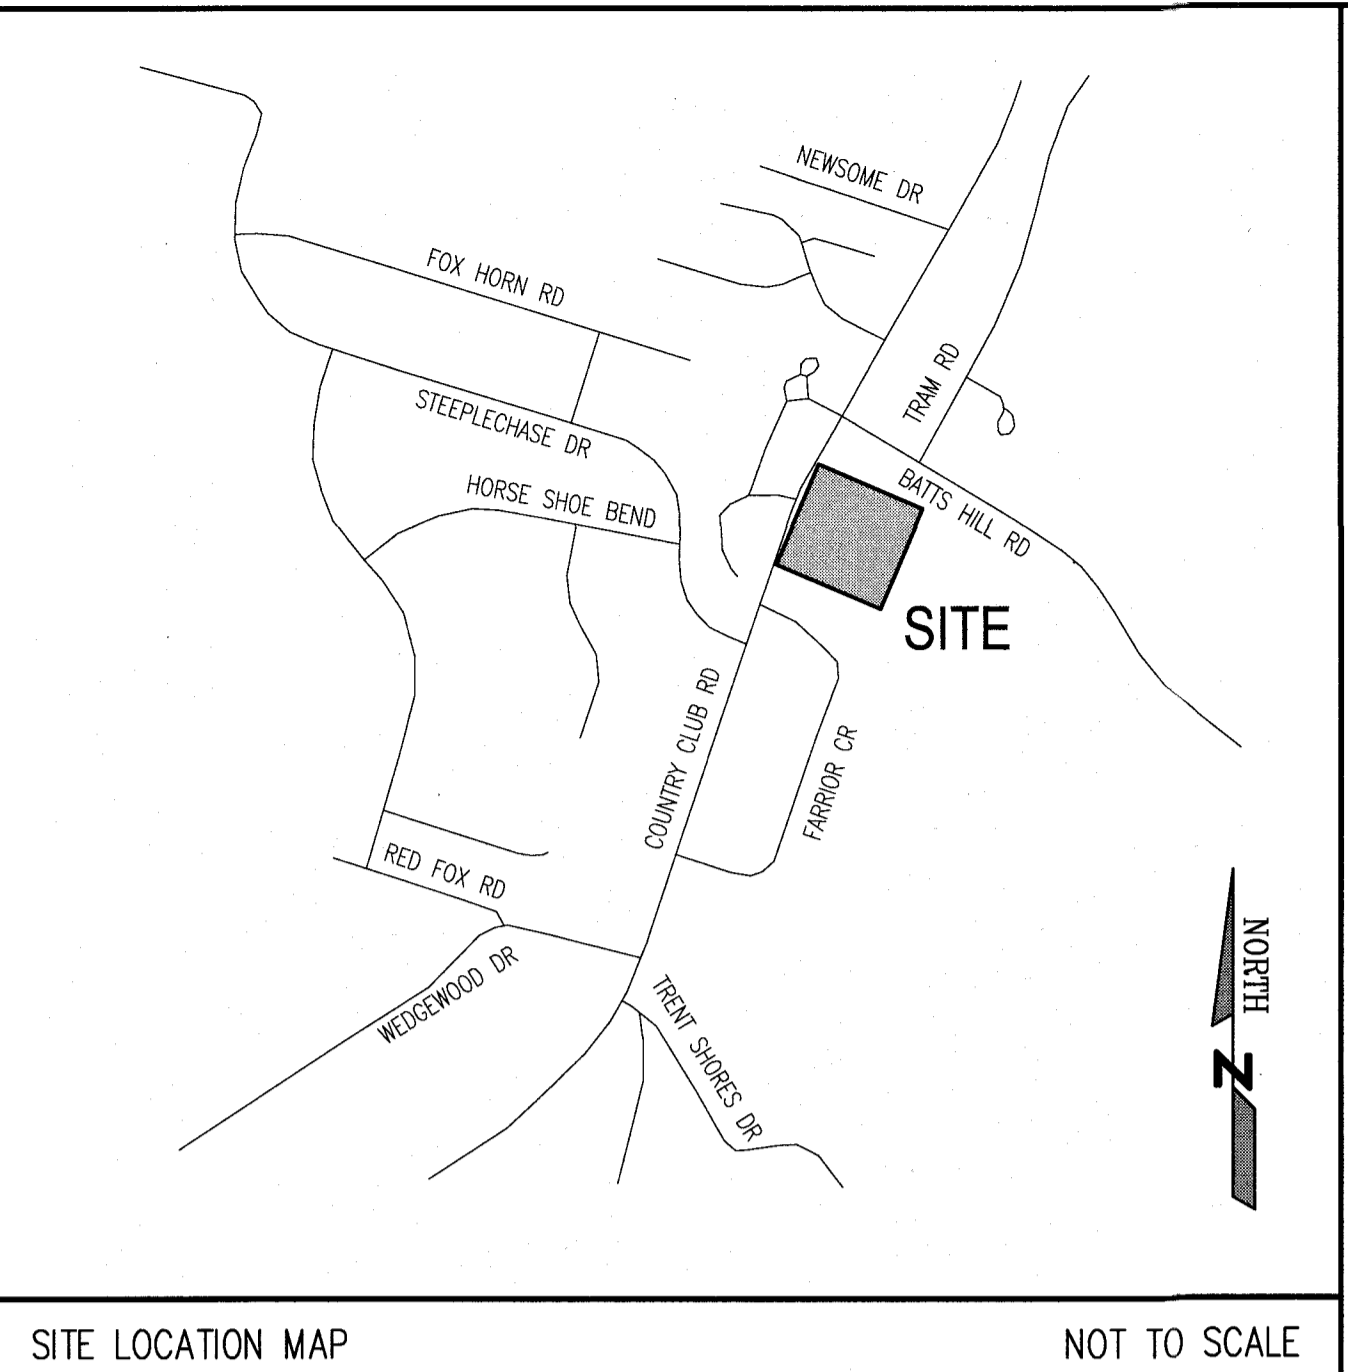 NEWSOME DR
FOX HORN RD
TRAM RD
STEEPLECHASE DR
HORSE SHOE BEND
BATTS HILL RD
SITE
COUNTRY CLUB RD
FARRIOR CR
RED FOX RD
WEDGEWOOD DR
TRENT SHORES DR
NORTH
N
SITE LOCATION MAP
NOT TO SCALE